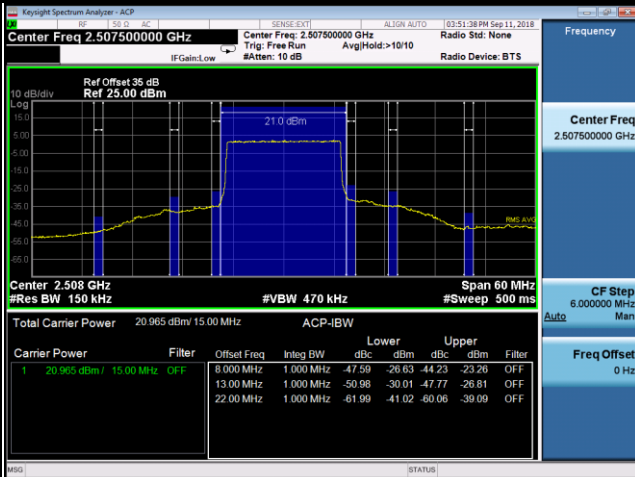 Keysight Spectrum Analyzer - ACP
RF 50 Ω AC SENSE:EXT ALIGN AUTO 03:51:38 PM Sep 11, 2018
Center Freq 2.507500000 GHz
Center Freq: 2.507500000 GHz
Radio Std: None
Trig: Free Run Avg|Hold:>10/10
IFGain:Low #Atten: 10 dB Radio Device: BTS
Frequency
Ref Offset 35 dB
10 dB/div Ref 25.00 dBm
Log
15.0
5.00
-5.00
-15.0
-25.0
-35.0
-45.0
-55.0
-65.0
21.0 dBm
RMS AVG
Center 2.508 GHz Span 60 MHz
#Res BW 150 kHz #VBW 470 kHz #Sweep 500 ms
Total Carrier Power 20.965 dBm/ 15.00 MHz ACP-IBW
Lower Upper
Carrier Power Filter Offset Freq Integ BW dBc dBm dBc dBm Filter
1 20.965 dBm / 15.00 MHz OFF 8.000 MHz 1.000 MHz -47.59 -26.63 -44.23 -23.26 OFF
13.00 MHz 1.000 MHz -50.98 -30.01 -47.77 -26.81 OFF
22.00 MHz 1.000 MHz -61.99 -41.02 -60.06 -39.09 OFF
Center Freq
2.507500000 GHz
CF Step
6.000000 MHz
Auto Man
Freq Offset
0 Hz
MSG STATUS